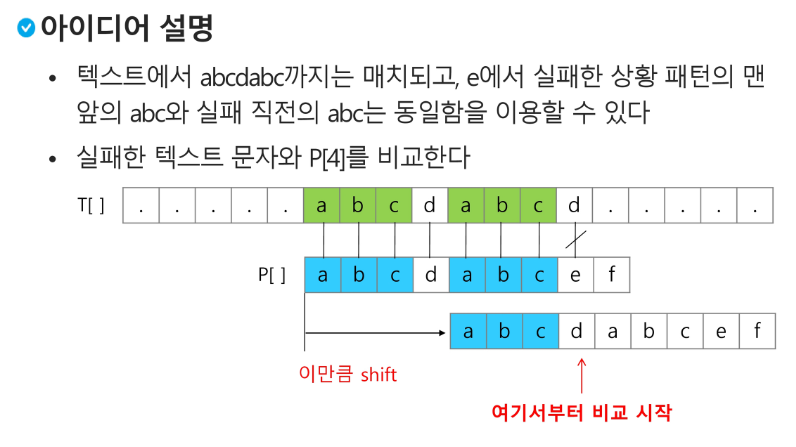 아이디어 설명
• 텍스트에서 abcdabc까지는 매치되고, e에서 실패한 상황 패턴의 맨
앞의 abc와 실패 직전의 abc는 동일함을 이용할 수 있다
• 실패한 텍스트 문자와 P[4]를 비교한다
T[ ] . . . . . a b c d a b c d . . . . .
P[ ] a b c d a b c e f
a b c d a b c e f
이만큼 shift
여기서부터 비교 시작